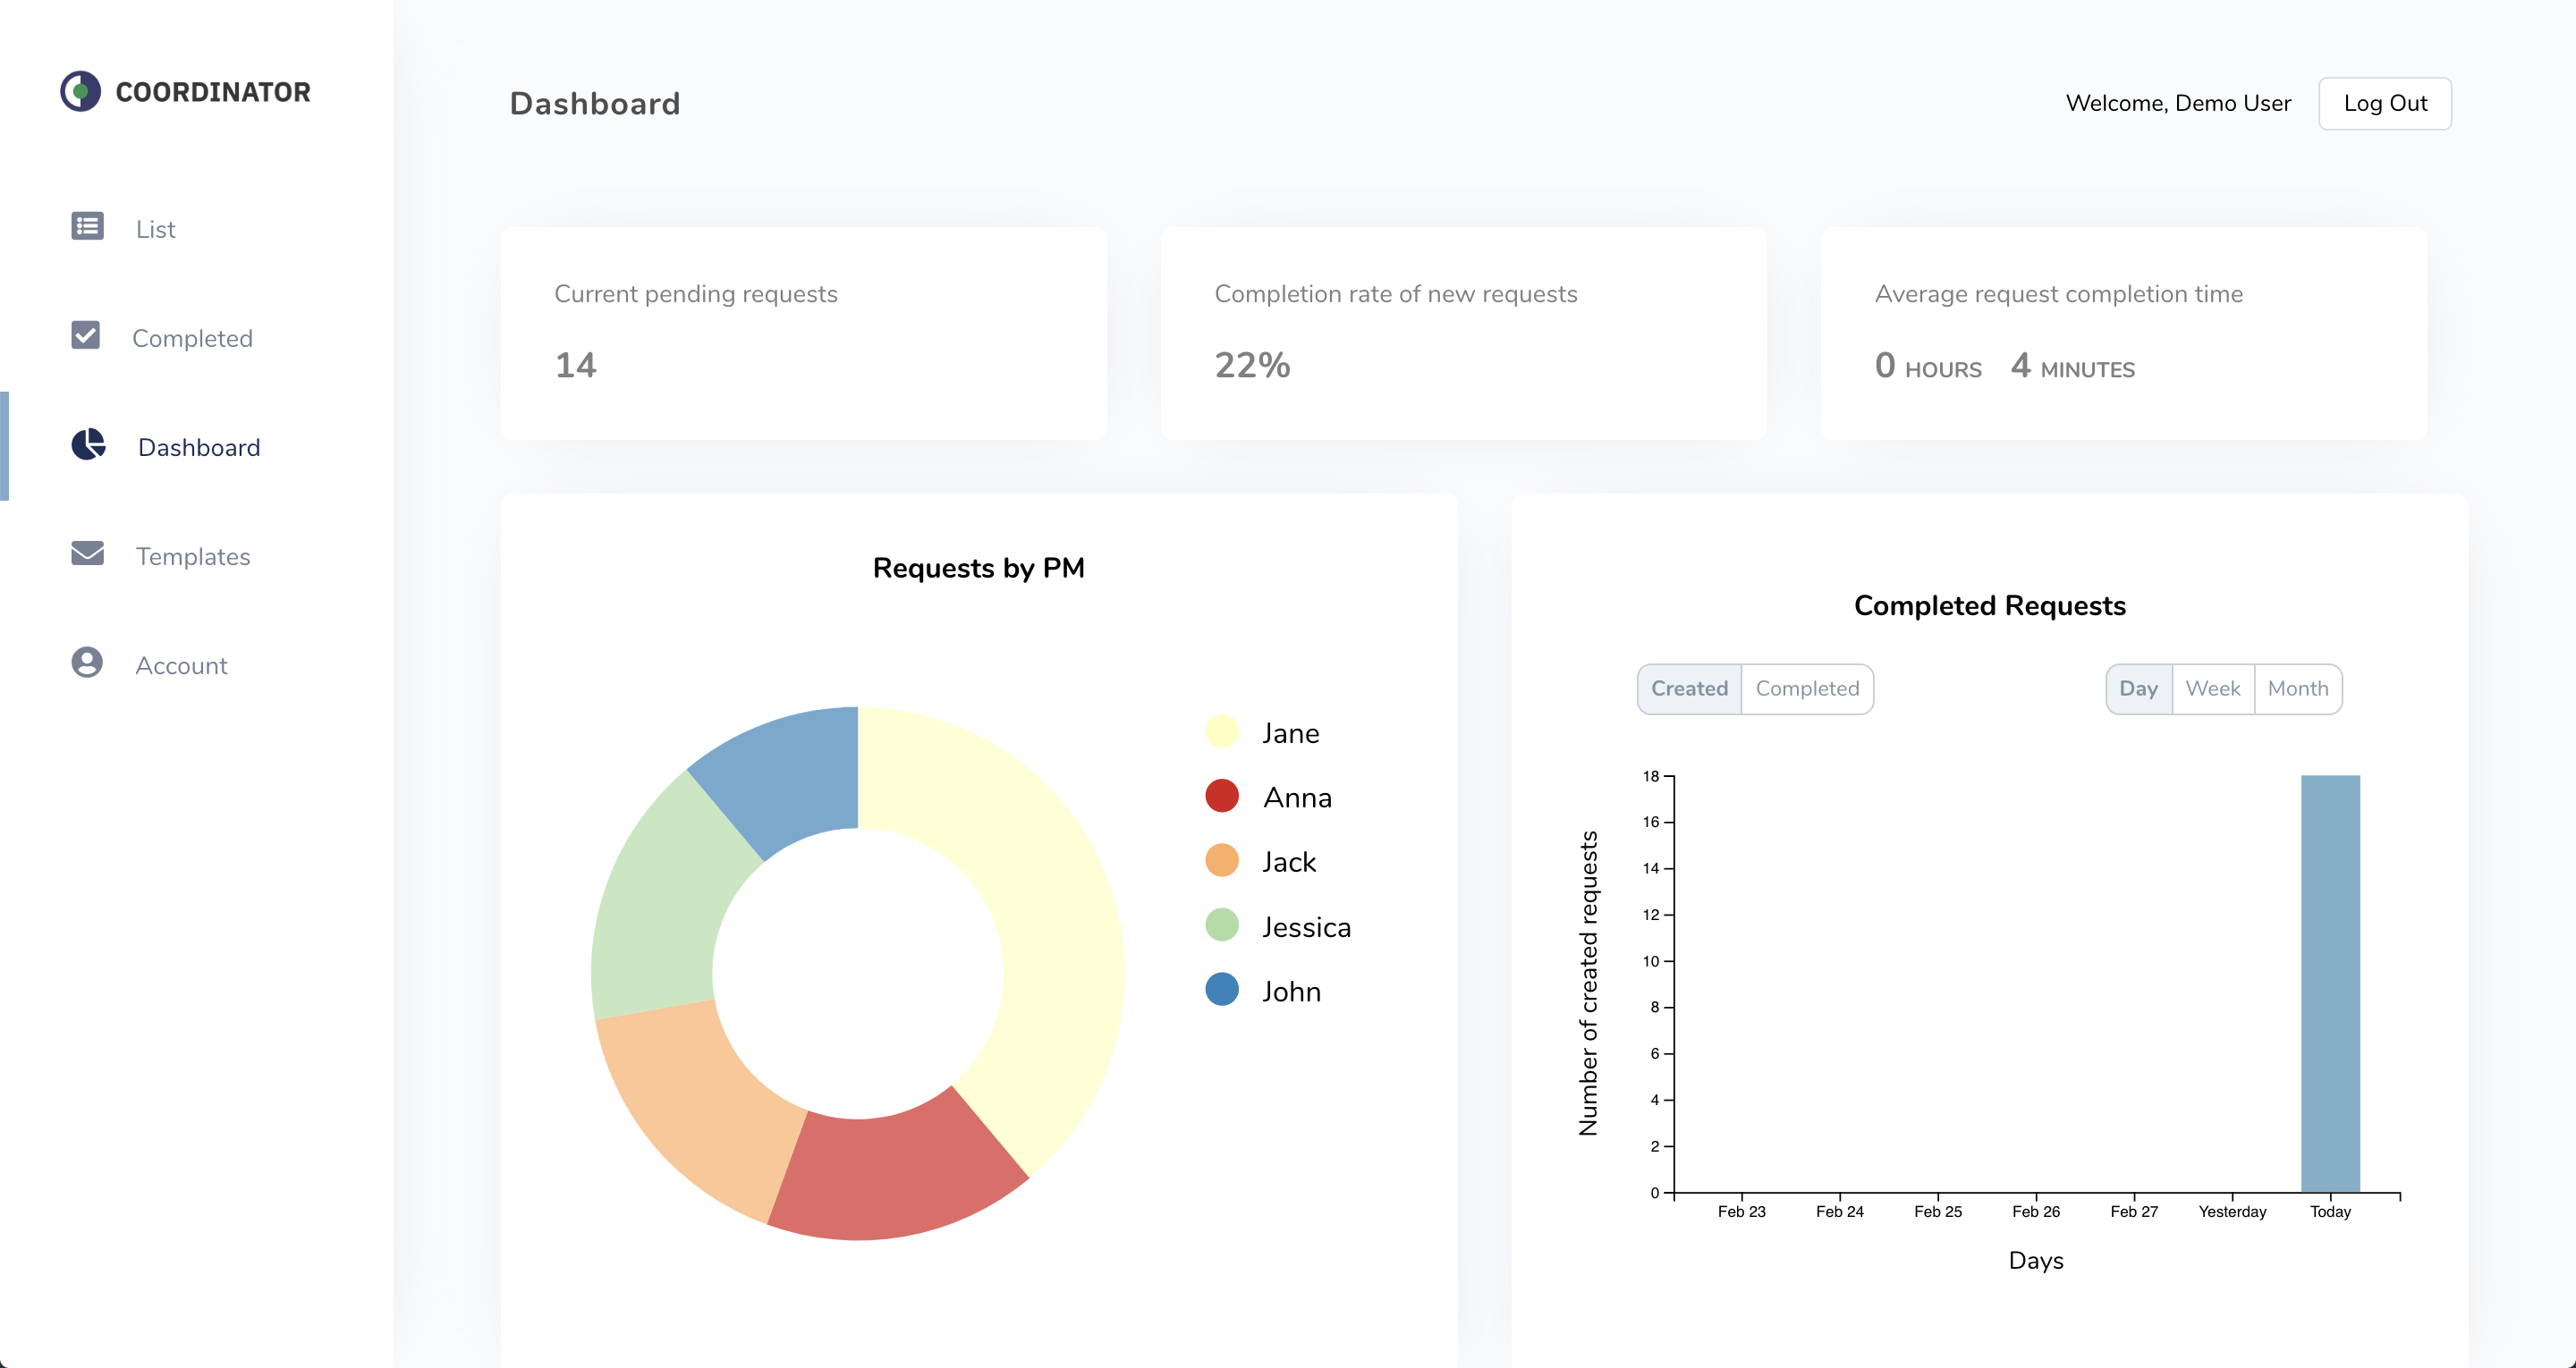 COORDINATOR
List
Completed
Dashboard
Templates
Account
Dashboard
Welcome, Demo User
Log Out
Current pending requests
14
Completion rate of new requests
22%
Average request completion time
0 HOURS 4 MINUTES
Requests by PM
Jane
Anna
Jack
Jessica
John
Completed Requests
Created Completed
Day Week Month
Number of created requests
18
16
14
12
10
8
6
4
2
0
Feb 23 Feb 24 Feb 25 Feb 26 Feb 27 Yesterday Today
Days